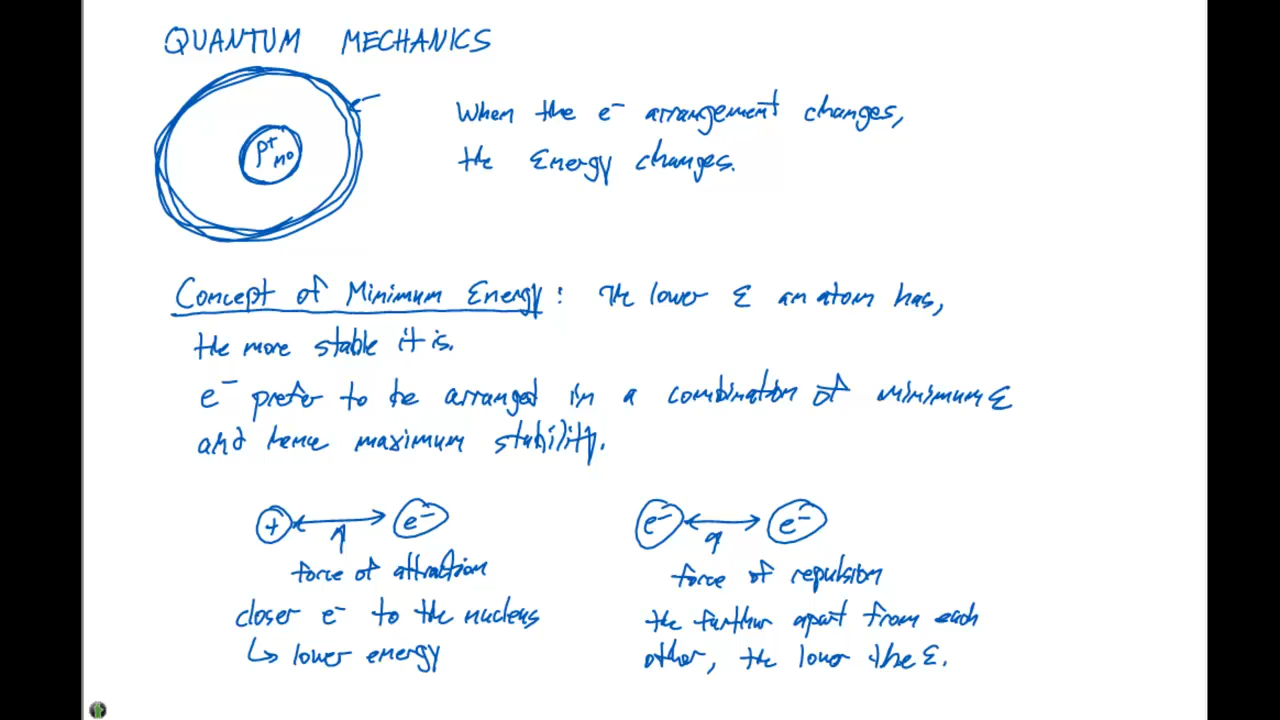 QUANTUM MECHANICS
p+
n0
When the e- arrangement changes,
the Energy changes.
Concept of Minimum Energy: The lower E an atom has,
the more stable it is.
e- prefer to be arranged in a combination of minimum E
and hence maximum stability.
+ e-
force of attraction
closer e- to the nucleus
↳ lower energy
e- e-
force of repulsion
the further apart from each
other, the lower the E.